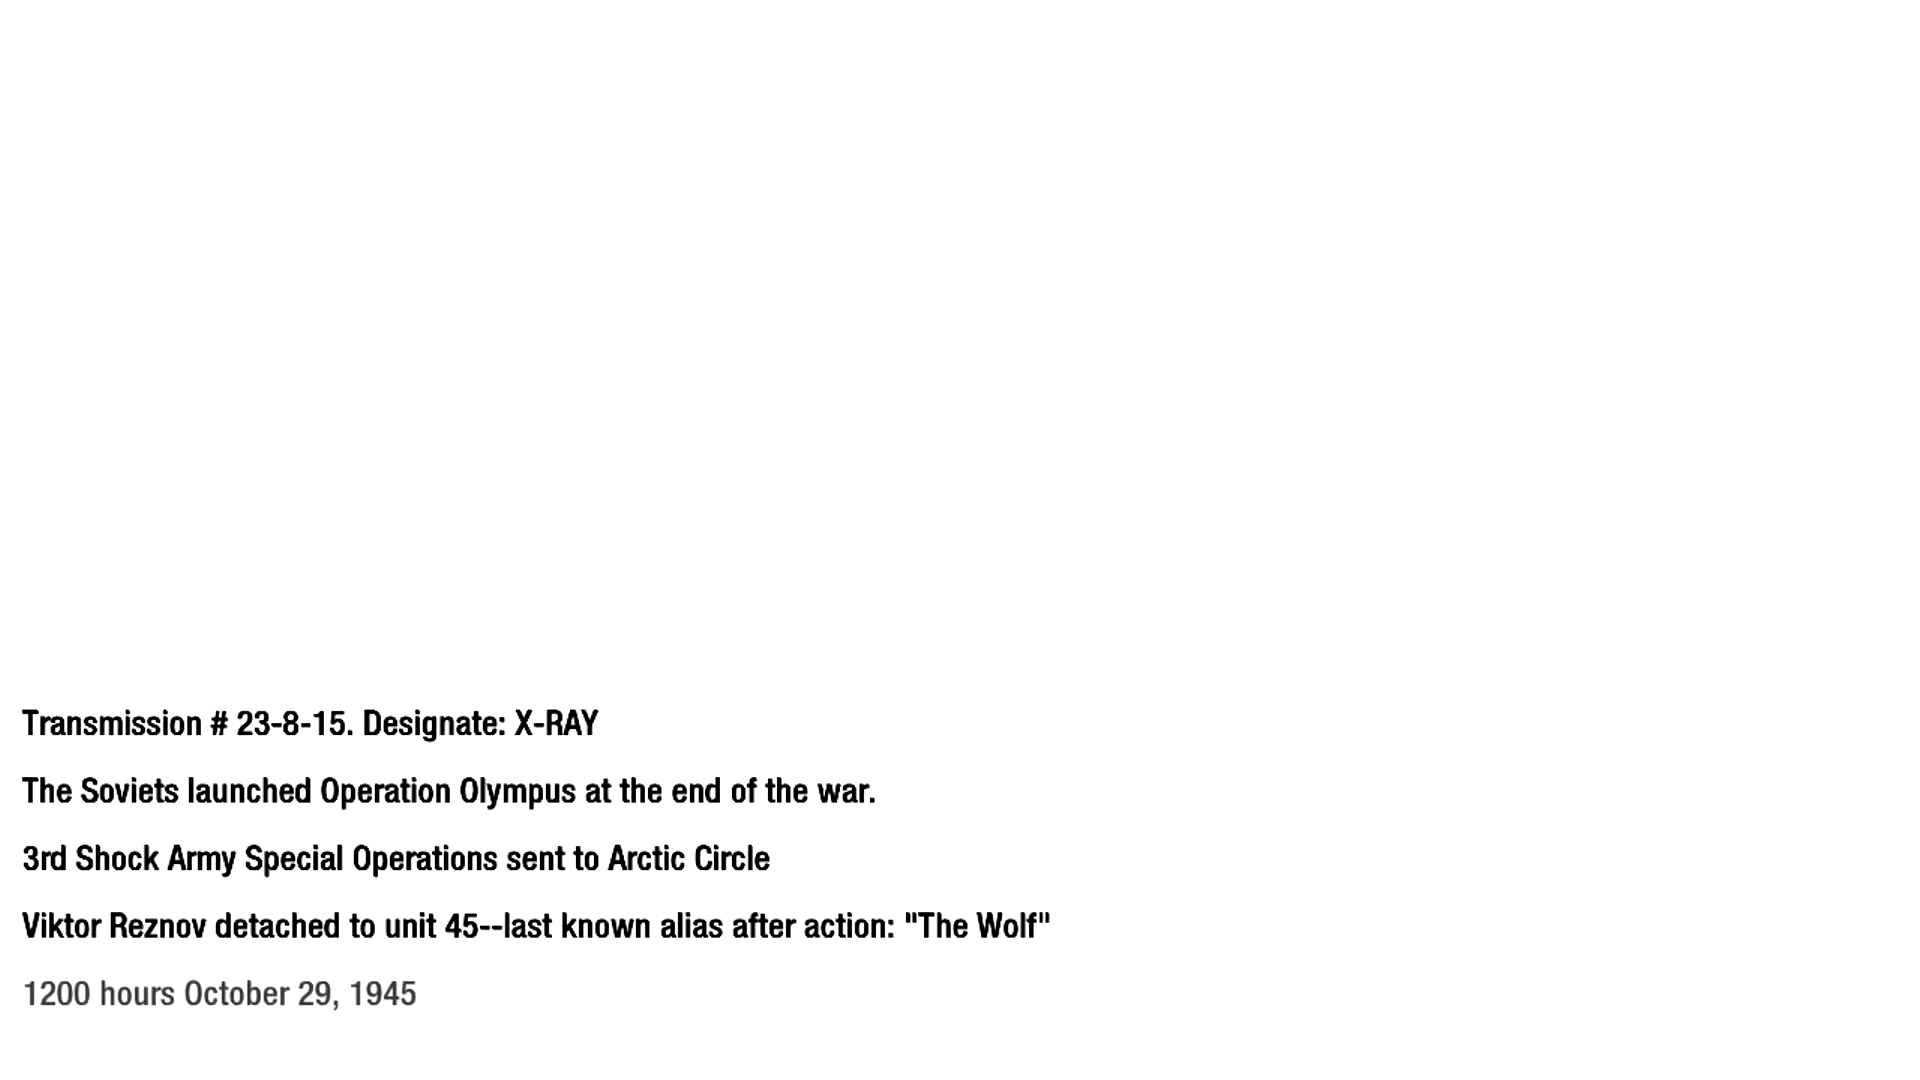 Transmission # 23-8-15. Designate: X-RAY
The Soviets launched Operation Olympus at the end of the war.
3rd Shock Army Special Operations sent to Arctic Circle
Viktor Reznov detached to unit 45--last known alias after action: "The Wolf"
1200 hours October 29, 1945